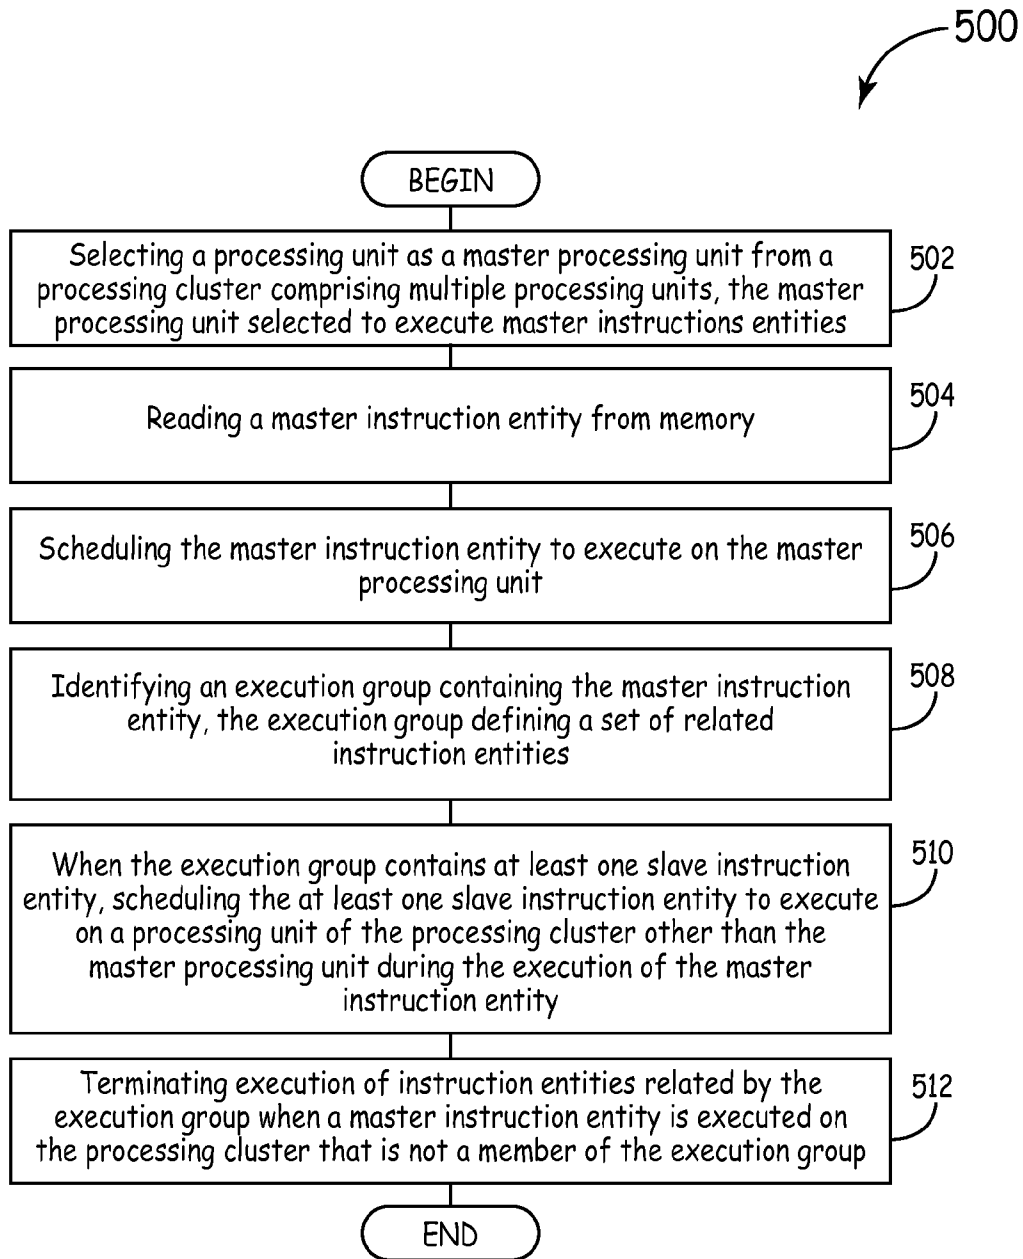 500
BEGIN
Selecting a processing unit as a master processing unit from a
processing cluster comprising multiple processing units, the master
processing unit selected to execute master instructions entities
502
Reading a master instruction entity from memory
504
Scheduling the master instruction entity to execute on the master
processing unit
506
Identifying an execution group containing the master instruction
entity, the execution group defining a set of related
instruction entities
508
When the execution group contains at least one slave instruction
entity, scheduling the at least one slave instruction entity to execute
on a processing unit of the processing cluster other than the
master processing unit during the execution of the master
instruction entity
510
Terminating execution of instruction entities related by the
execution group when a master instruction entity is executed on
the processing cluster that is not a member of the execution group
512
END